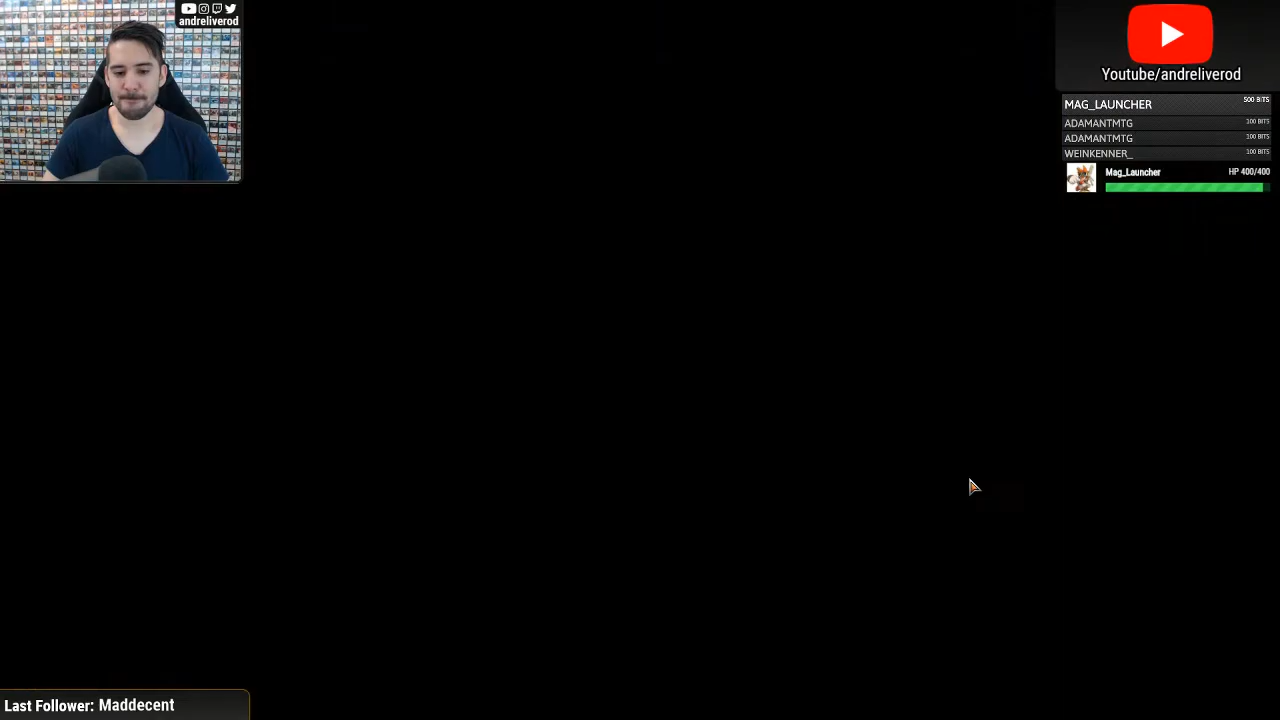 andreliverod
Youtube/andreliverod
MAG_LAUNCHER 500 BITS
ADAMANTMTG 100 BITS
ADAMANTMTG 100 BITS
WEINKENNER_ 100 BITS
Mag_Launcher HP 400/400
Last Follower: Maddecent